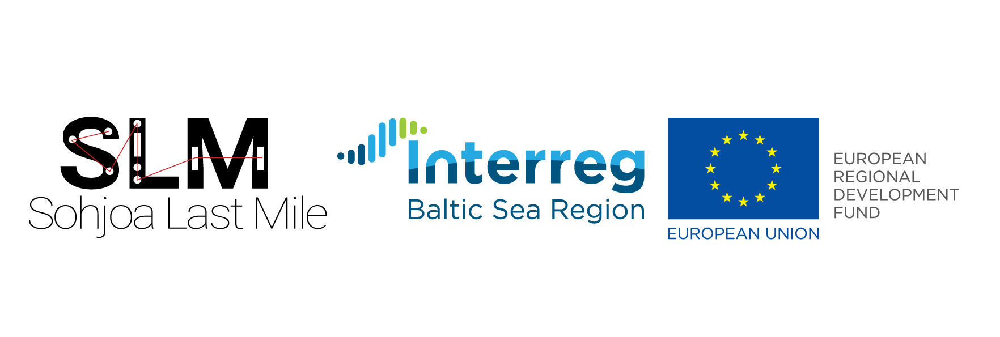 SLM
Sohjoa Last Mile
Interreg
Baltic Sea Region
EUROPEAN UNION
EUROPEAN
REGIONAL
DEVELOPMENT
FUND